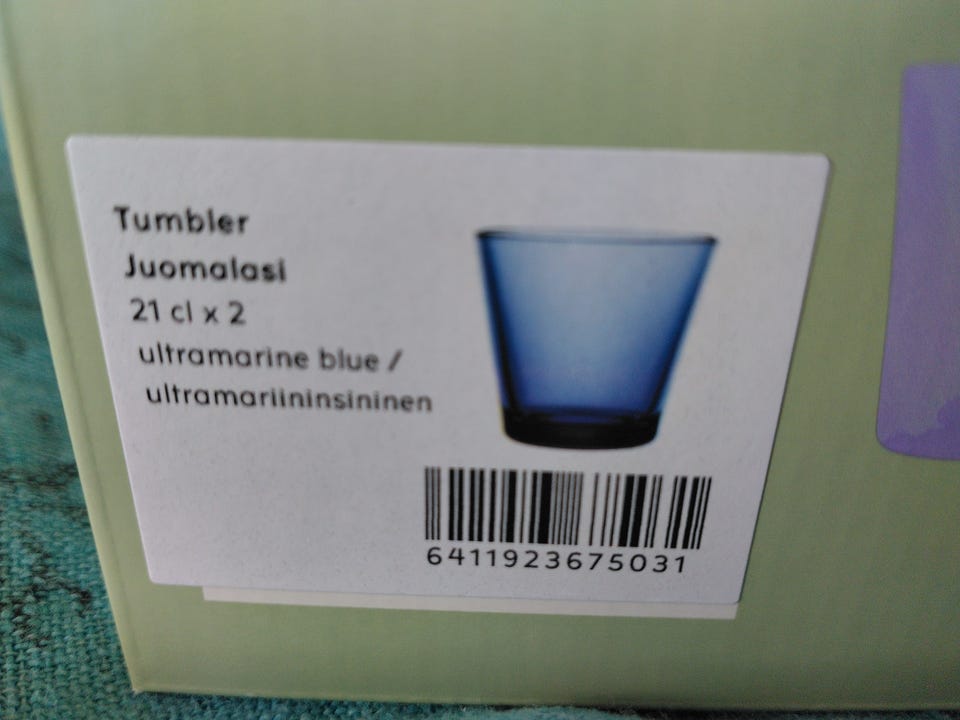 Tumbler
Juomalasi
21 cl x 2
ultramarine blue /
ultramariininsininen
6411923675031